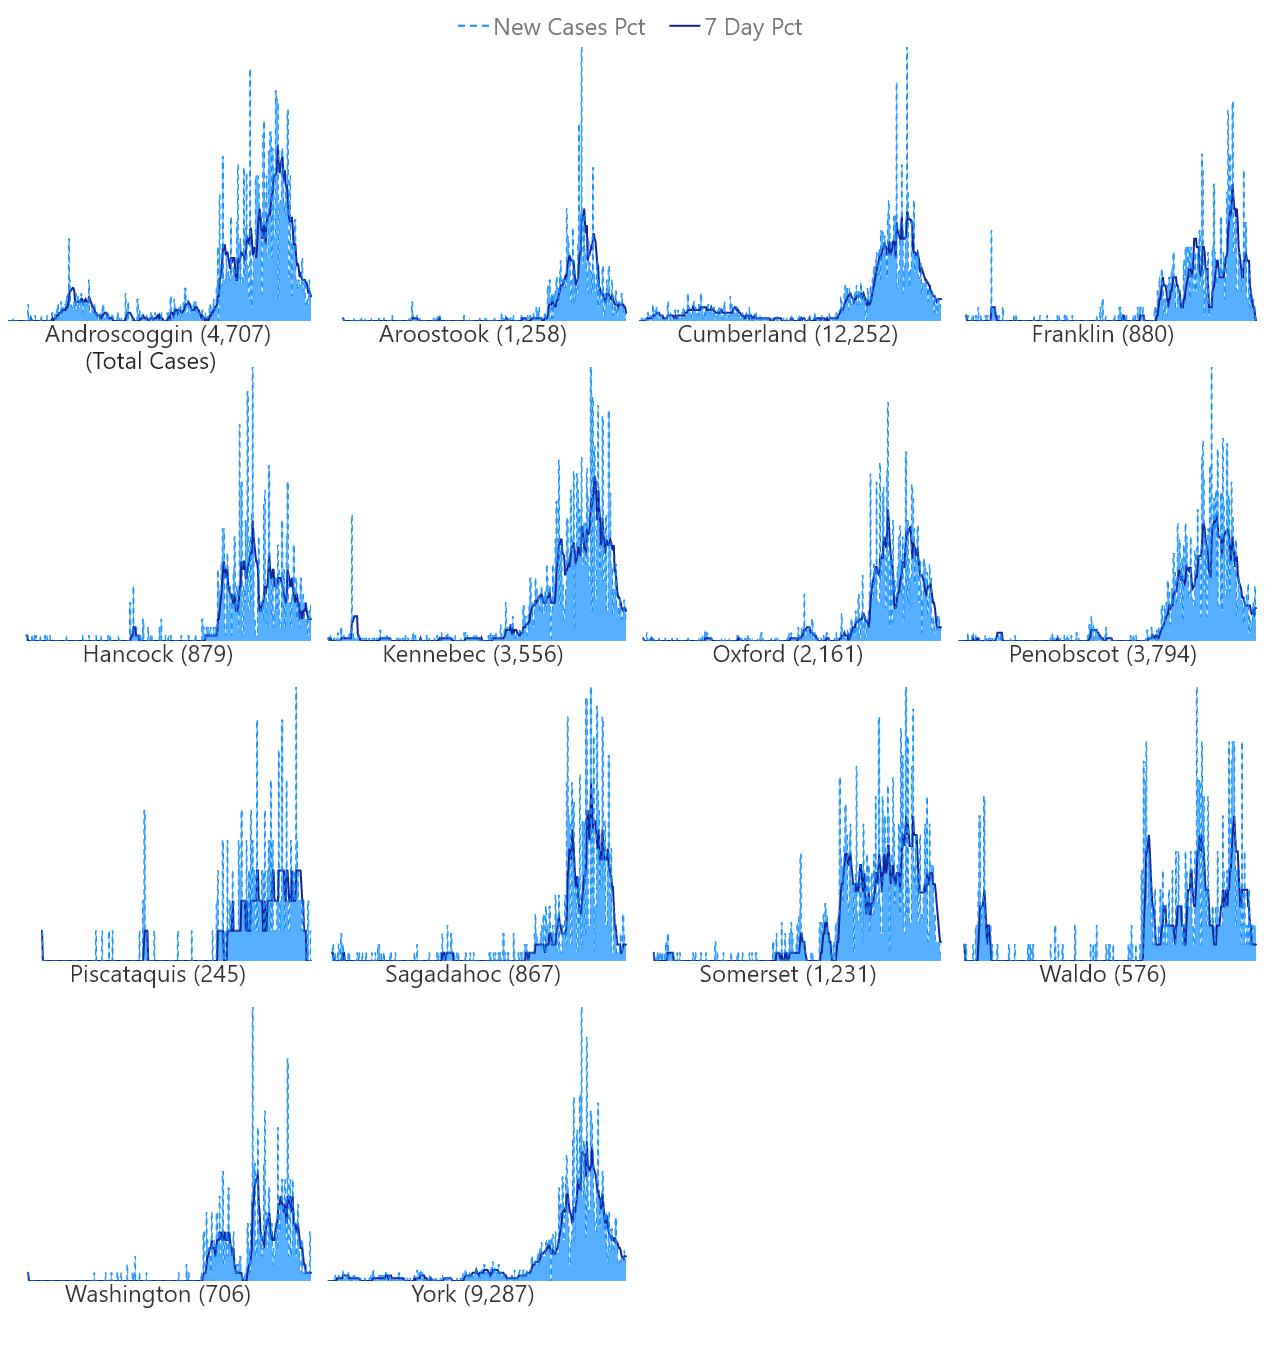 New Cases Pct 7 Day Pct
Androscoggin (4,707) Aroostook (1,258) Cumberland (12,252) Franklin (880)
(Total Cases)
Hancock (879) Kennebec (3,556) Oxford (2,161) Penobscot (3,794)
Piscataquis (245) Sagadahoc (867) Somerset (1,231) Waldo (576)
Washington (706) York (9,287)